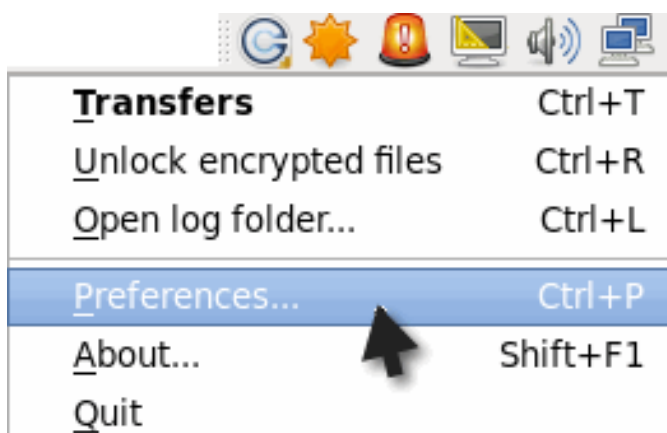 Transfers Ctrl+T
Unlock encrypted files Ctrl+R
Open log folder... Ctrl+L
Preferences... Ctrl+P
About... Shift+F1
Quit